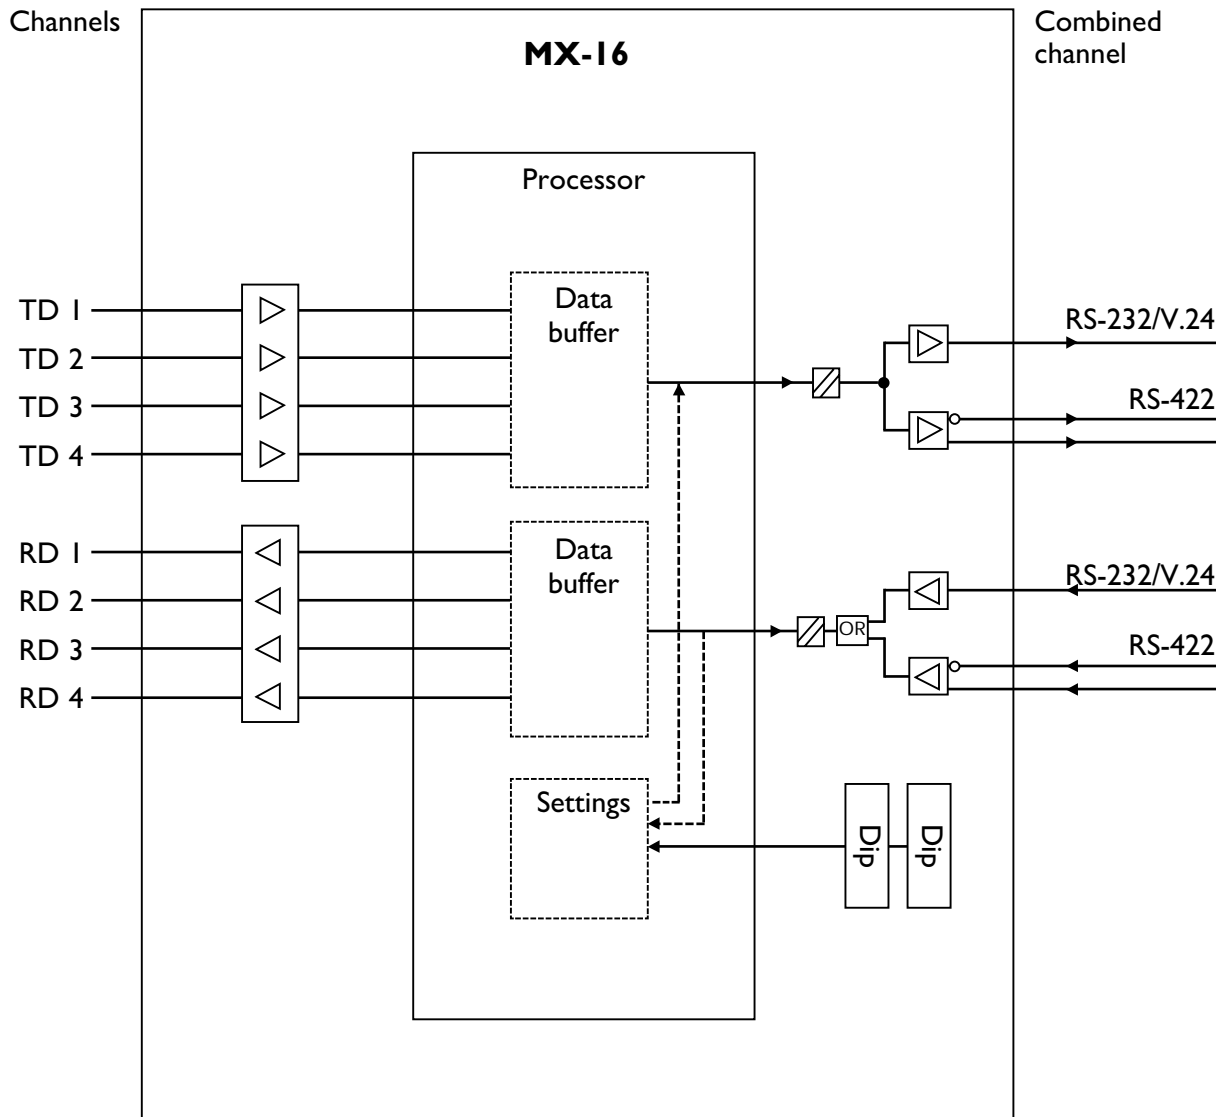 Channels
Combined
channel
MX-16
Processor
Data
buffer
TD 1
TD 2
TD 3
TD 4
RS-232/V.24
RS-422
RD 1
RD 2
RD 3
RD 4
Data
buffer
OR
RS-232/V.24
RS-422
Settings
Dip
Dip